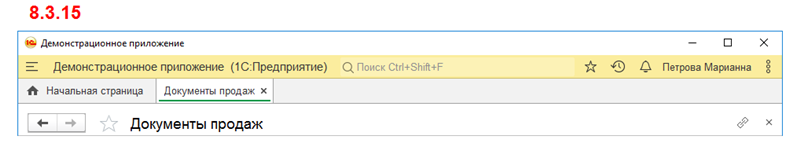 8.3.15
1С Демонстрационное приложение
Демонстрационное приложение (1С:Предприятие) Поиск Ctrl+Shift+F Петрова Марианна
Начальная страница Документы продаж
Документы продаж